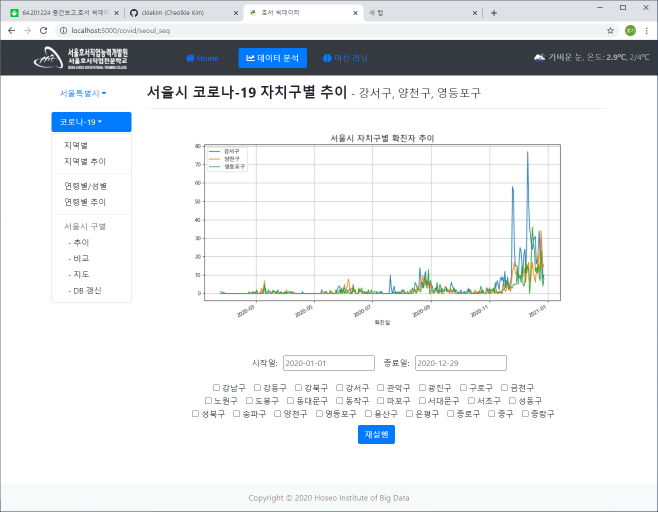 64.201224 중간보고.호서 빅데이
ckiekim (Cheolkie Kim)
호서 빅데이터
새 탭
localhost:5000/covid/seoul_seq
서울호서직업능력개발원
서울호서직업전문학교
Home
데이터 분석
머신 러닝
가벼운 눈, 온도: 2.9℃, 2/4℃
서울특별시
코로나-19
지역별
지역별 추이
연령별/성별
연령별 추이
서울시 구별
- 추이
- 비교
- 지도
- DB 갱신
서울시 코로나-19 자치구별 추이 - 강서구, 양천구, 영등포구
서울시 자치구별 확진자 추이
강서구
양천구
영등포구
80
70
60
50
40
30
20
10
0
2020-03
2020-05
2020-07
2020-09
2020-11
2021-01
확진일
시작일: 2020-01-01 종료일: 2020-12-29
강남구 강동구 강북구 강서구 관악구 광진구 구로구 금천구
노원구 도봉구 동대문구 동작구 마포구 서대문구 서초구 성동구
성북구 송파구 양천구 영등포구 용산구 은평구 종로구 중구 중랑구
재실행
Copyright © 2020 Hoseo Institute of Big Data